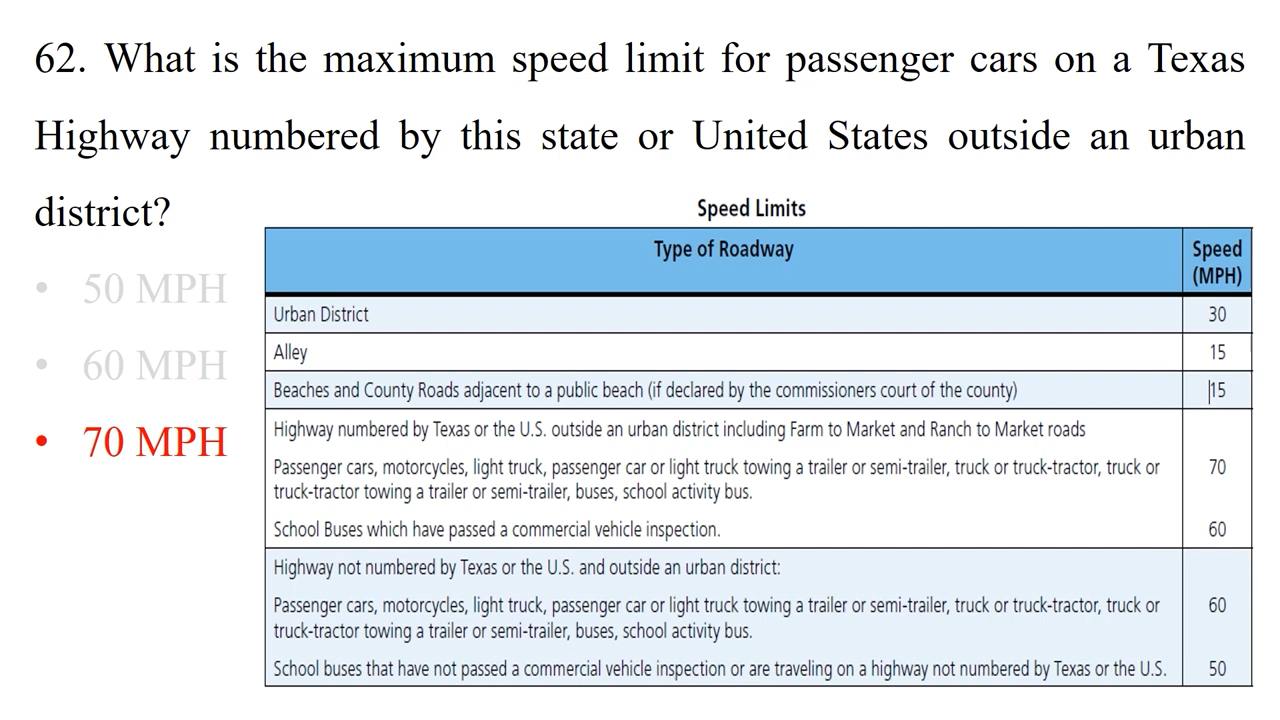 62. What is the maximum speed limit for passenger cars on a Texas
Highway numbered by this state or United States outside an urban
district?
• 50 MPH
• 60 MPH
• 70 MPH
Speed Limits
Type of Roadway
Speed
(MPH)
Urban District 30
Alley 15
Beaches and County Roads adjacent to a public beach (if declared by the commissioners court of the county) 15
Highway numbered by Texas or the U.S. outside an urban district including Farm to Market and Ranch to Market roads
Passenger cars, motorcycles, light truck, passenger car or light truck towing a trailer or semi-trailer, truck or truck-tractor, truck or 70
truck-tractor towing a trailer or semi-trailer, buses, school activity bus.
School Buses which have passed a commercial vehicle inspection. 60
Highway not numbered by Texas or the U.S. and outside an urban district:
Passenger cars, motorcycles, light truck, passenger car or light truck towing a trailer or semi-trailer, truck or truck-tractor, truck or 60
truck-tractor towing a trailer or semi-trailer, buses, school activity bus.
School buses that have not passed a commercial vehicle inspection or are traveling on a highway not numbered by Texas or the U.S. 50